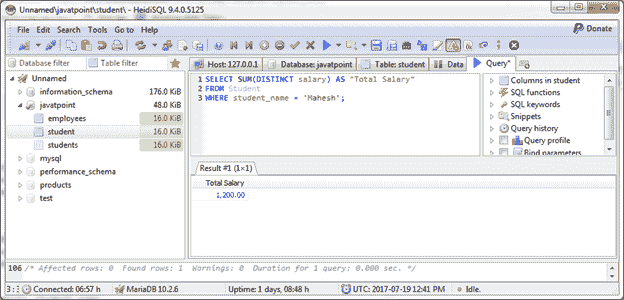 Unnamed\javatpoint\student\ - HeidiSQL 9.4.0.5125
File Edit Search Tools Go to Help
Donate
Database filter Table filter
Host: 127.0.0.1 Database: javatpoint Table: student Data Query*
Unnamed
information_schema 176.0 KiB
javatpoint 48.0 KiB
employees 16.0 KiB
student 16.0 KiB
students 16.0 KiB
mysql
performance_schema
products
test
1 SELECT SUM(DISTINCT salary) AS "Total Salary"
2 FROM Student
3 WHERE student_name = 'Mahesh';
Columns in student
SQL functions
SQL keywords
Snippets
Query history
Query profile
Bind parameters
Result #1 (1×1)
Total Salary
1,200.00
106 /* Affected rows: 0 Found rows: 1 Warnings: 0 Duration for 1 query: 0.000 sec. */
3 : Connected: 06:57 h MariaDB 10.2.6 Uptime: 1 days, 08:48 h UTC: 2017-07-19 12:41 PM Idle.